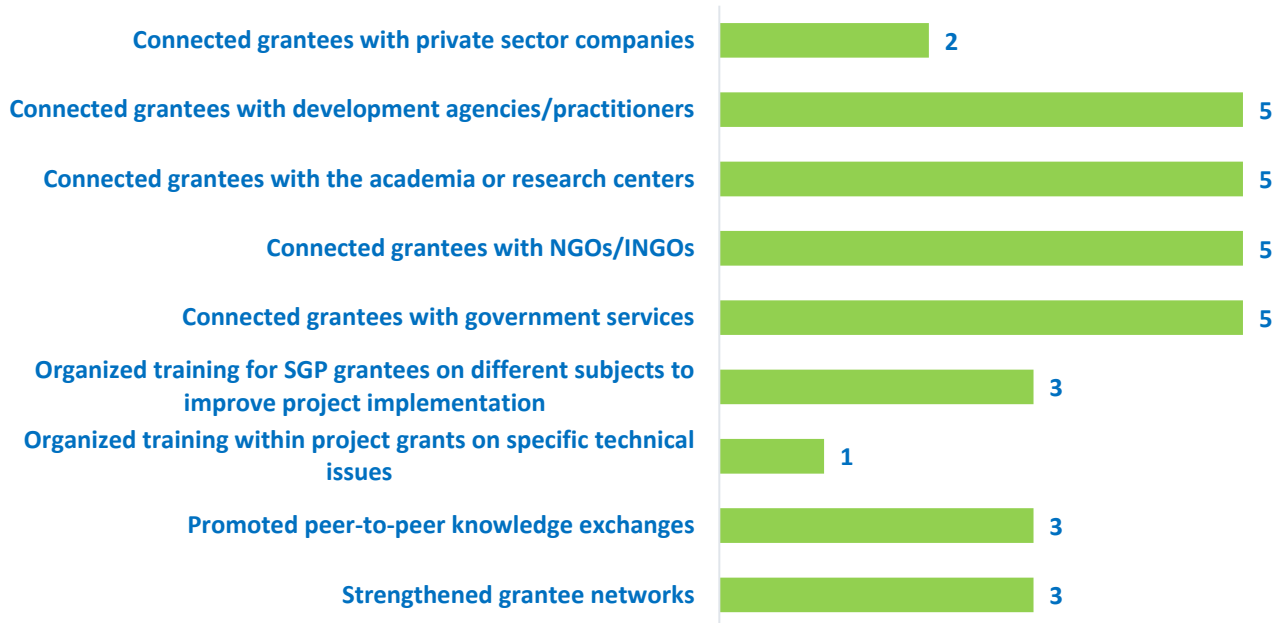 Connected grantees with private sector companies
2
Connected grantees with development agencies/practitioners
5
Connected grantees with the academia or research centers
5
Connected grantees with NGOs/INGOs
5
Connected grantees with government services
5
Organized training for SGP grantees on different subjects to
improve project implementation
3
Organized training within project grants on specific technical
issues
1
Promoted peer-to-peer knowledge exchanges
3
Strengthened grantee networks
3